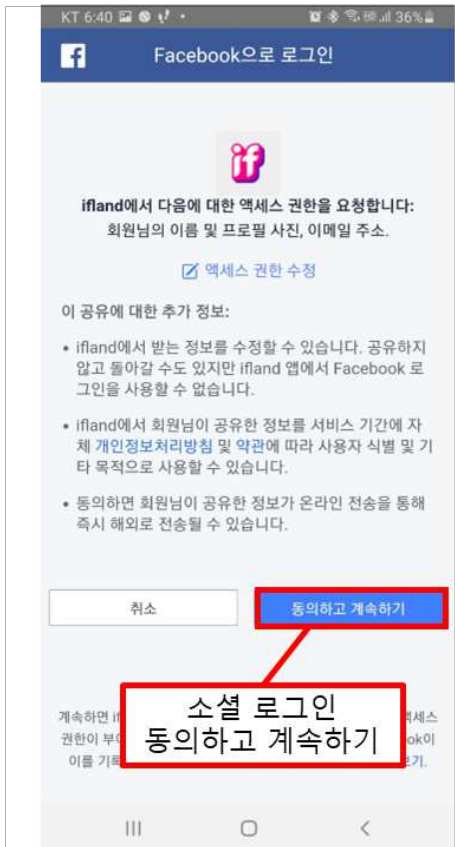 KT 6:40
36%
Facebook으로 로그인
if
ifland에서 다음에 대한 액세스 권한을 요청합니다:
회원님의 이름 및 프로필 사진, 이메일 주소.
액세스 권한 수정
이 공유에 대한 추가 정보:
• ifland에서 받는 정보를 수정할 수 있습니다. 공유하지
않고 돌아갈 수도 있지만 ifland 앱에서 Facebook 로
그인을 사용할 수 없습니다.
• ifland에서 회원님이 공유한 정보를 서비스 기간에 자
체 개인정보처리방침 및 약관에 따라 사용자 식별 및 기
타 목적으로 사용할 수 있습니다.
• 동의하면 회원님이 공유한 정보가 온라인 전송을 통해
즉시 해외로 전송될 수 있습니다.
취소
동의하고 계속하기
소셜 로그인
동의하고 계속하기
계속하면
권한이
이를